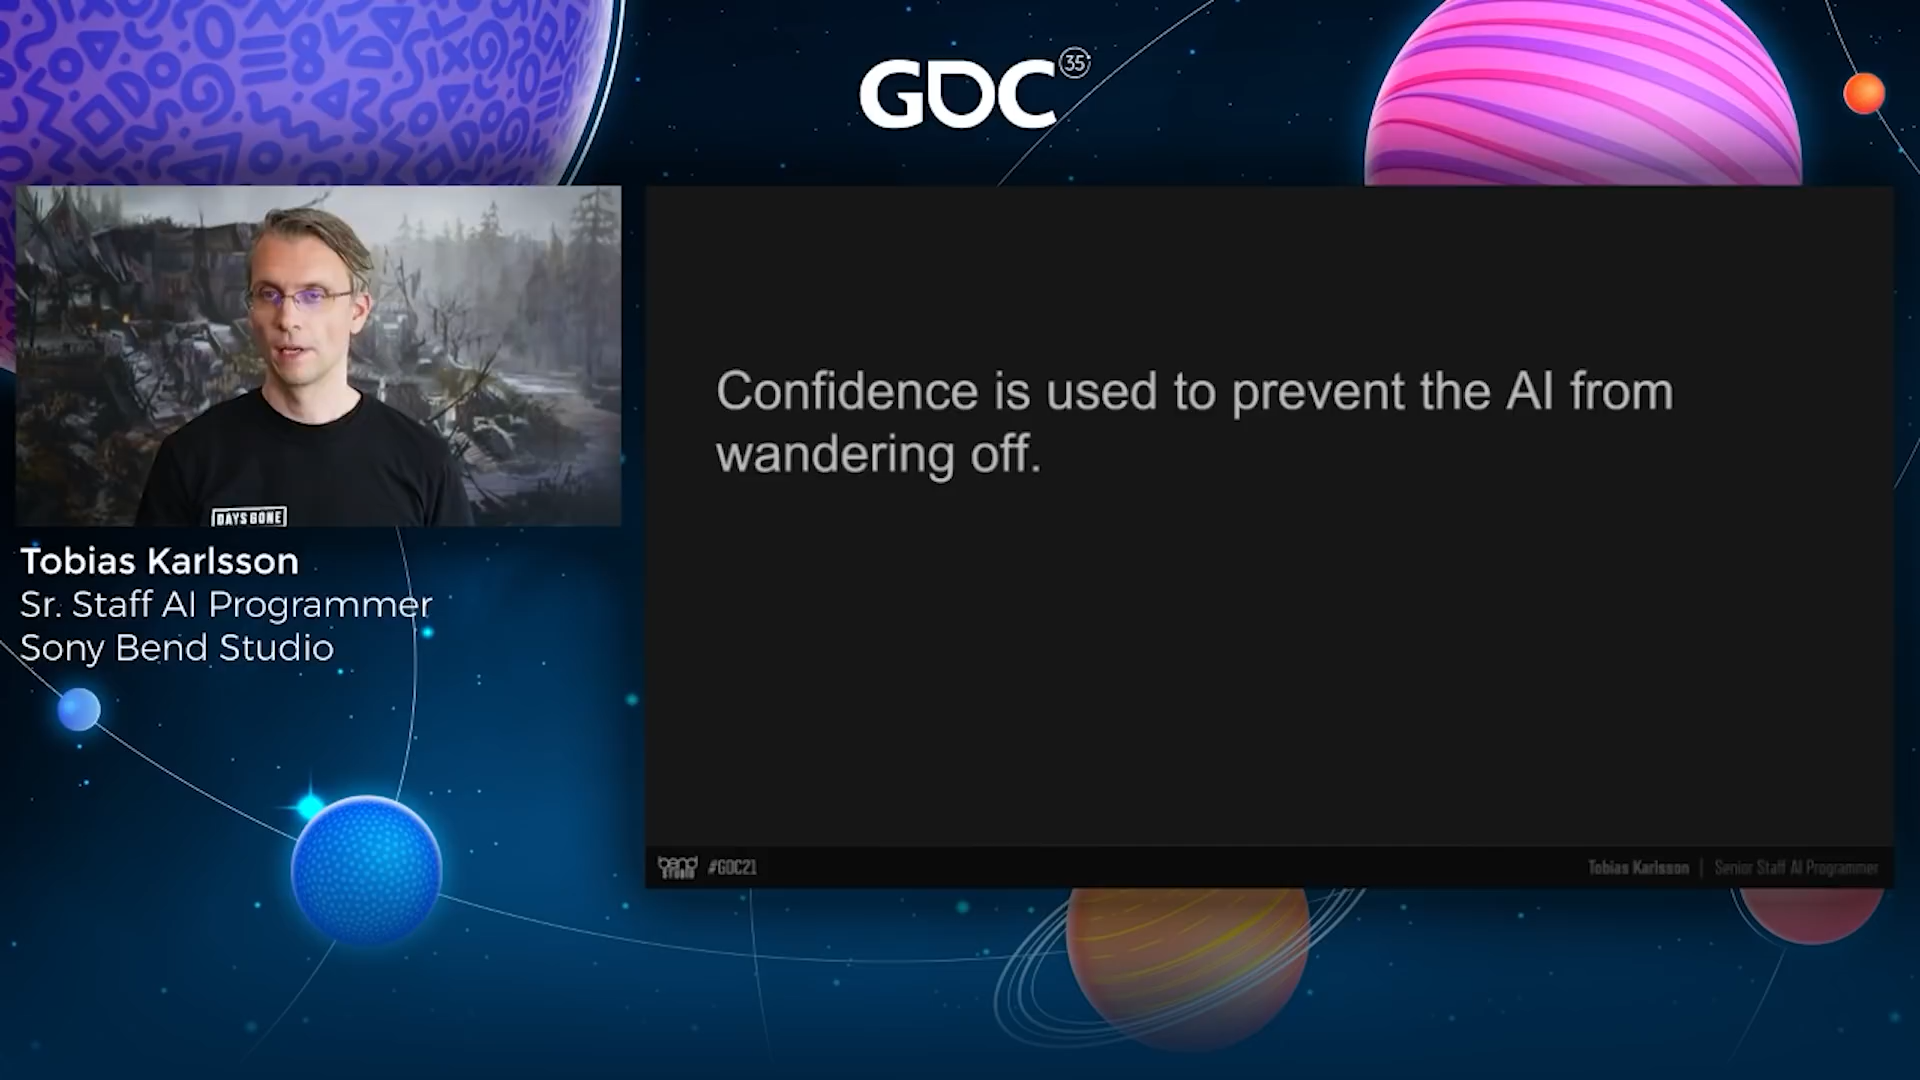 GDC 35
DAYS GONE
Tobias Karlsson
Sr. Staff AI Programmer
Sony Bend Studio
Confidence is used to prevent the AI from
wandering off.
bend STUDIO #GDC21
Tobias Karlsson | Senior Staff AI Programmer